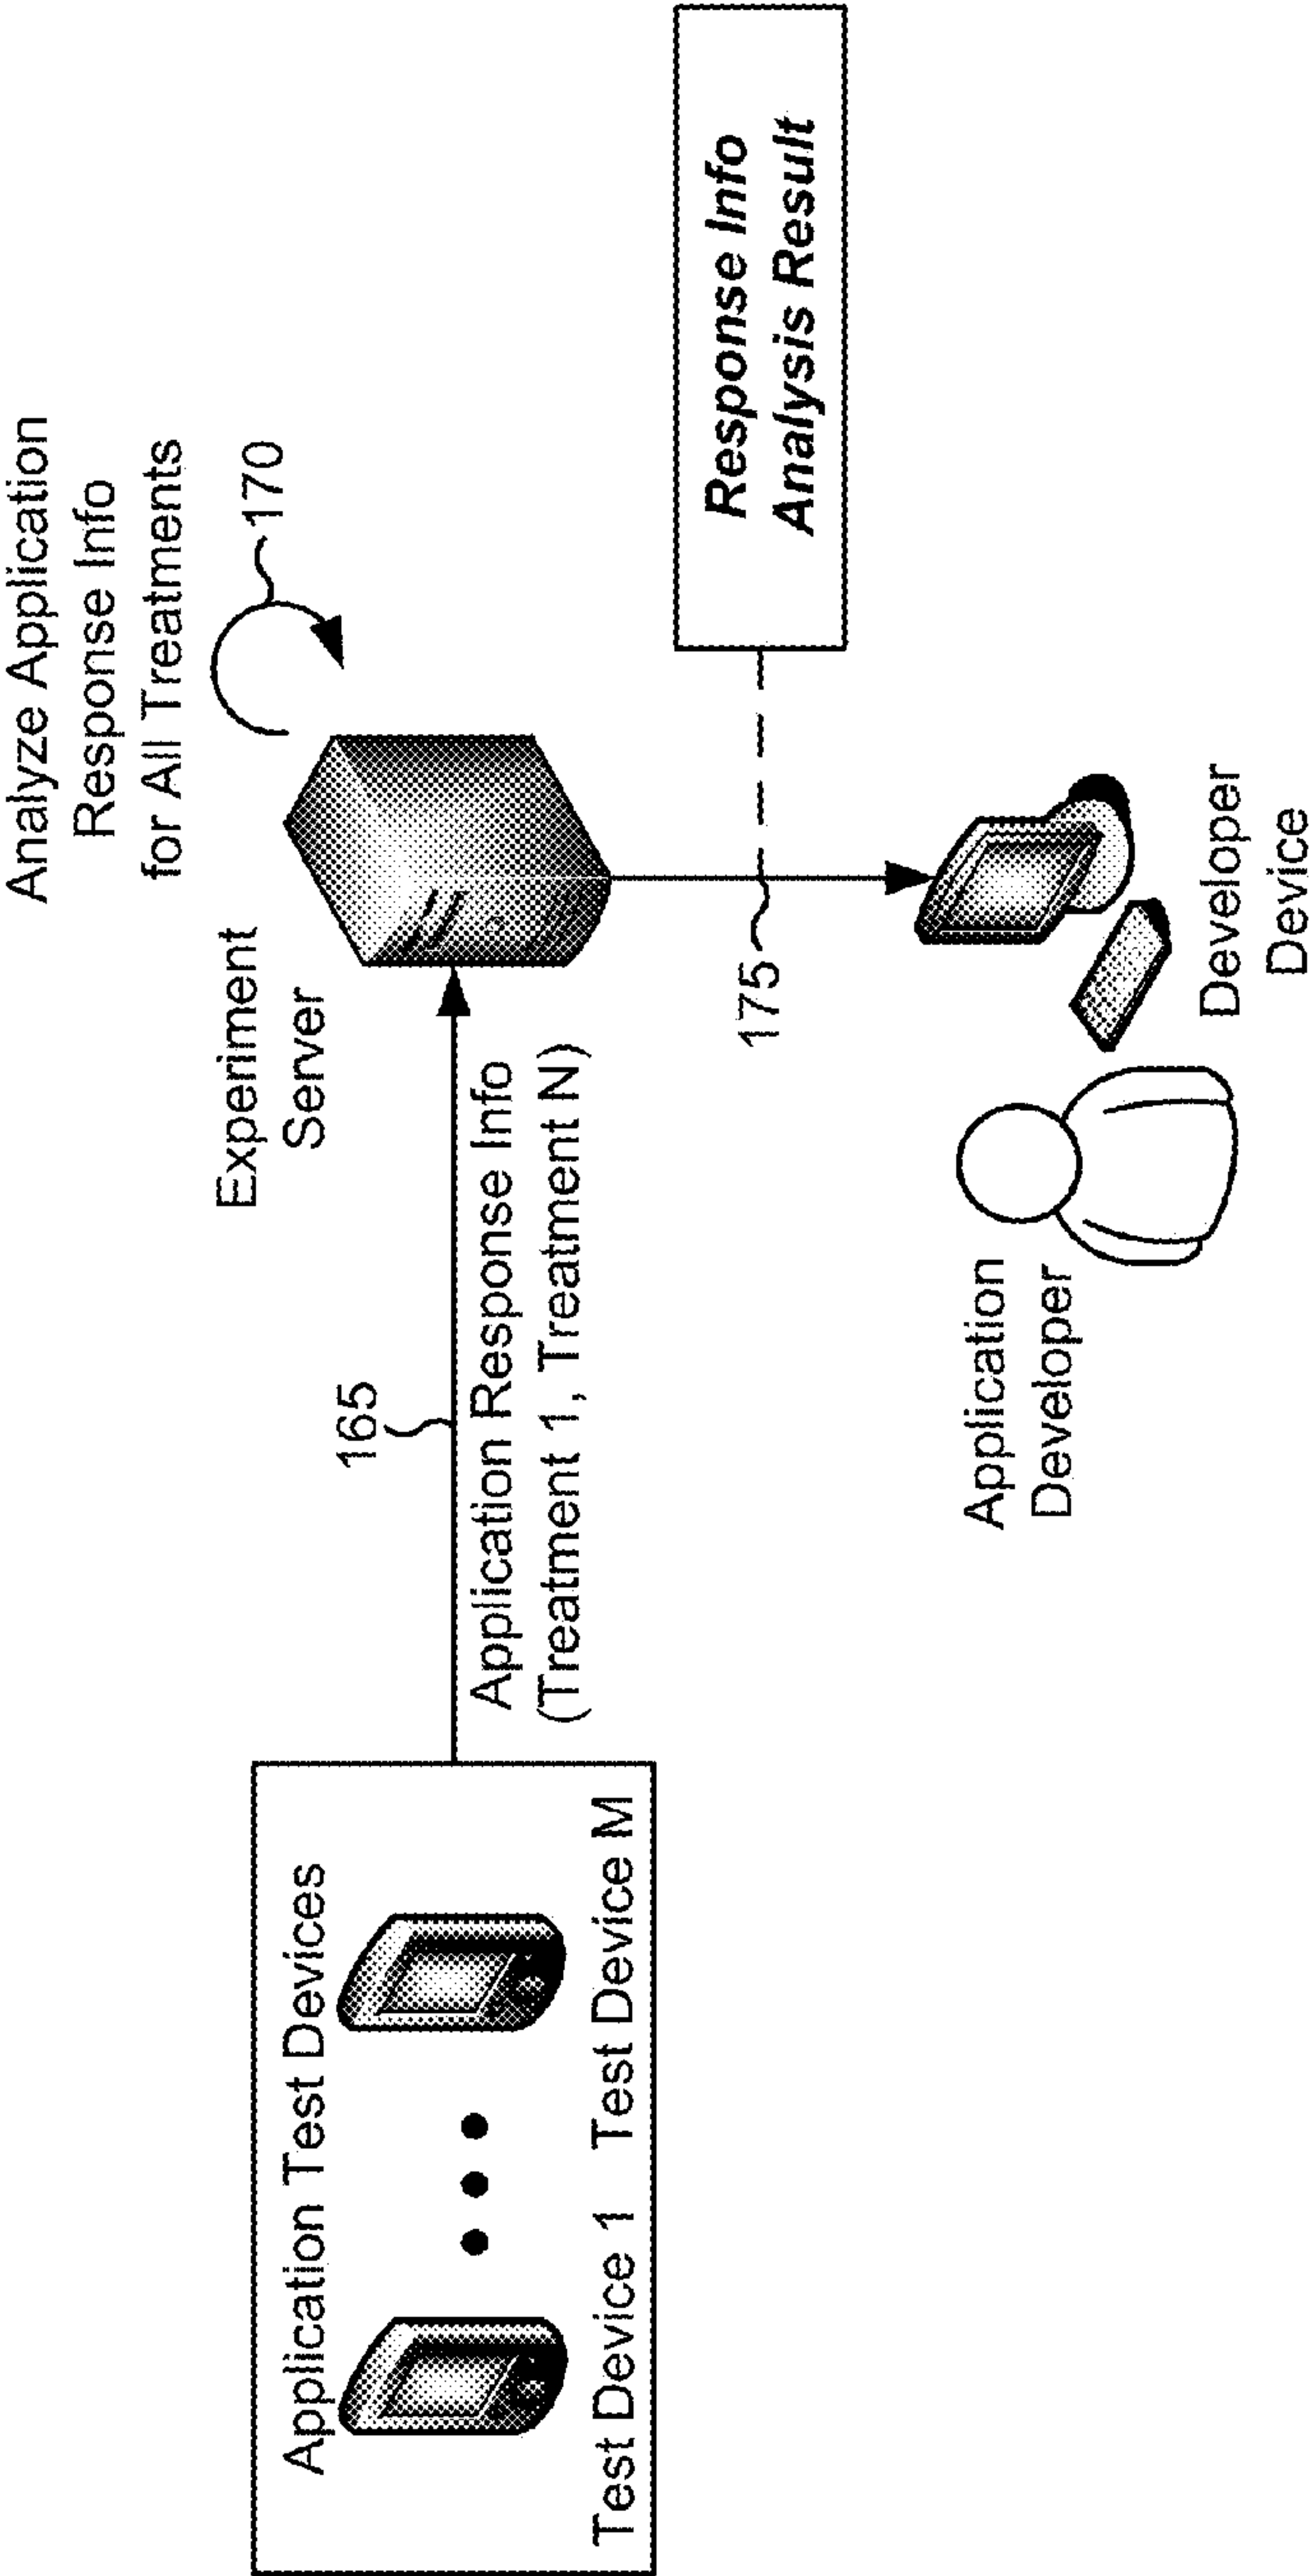 Application Test Devices
Test Device 1
Test Device M
165
Application Response Info
(Treatment 1, Treatment N)
Experiment
Server
Analyze Application
Response Info
for All Treatments
170
175
Response Info
Analysis Result
Application
Developer
Developer
Device